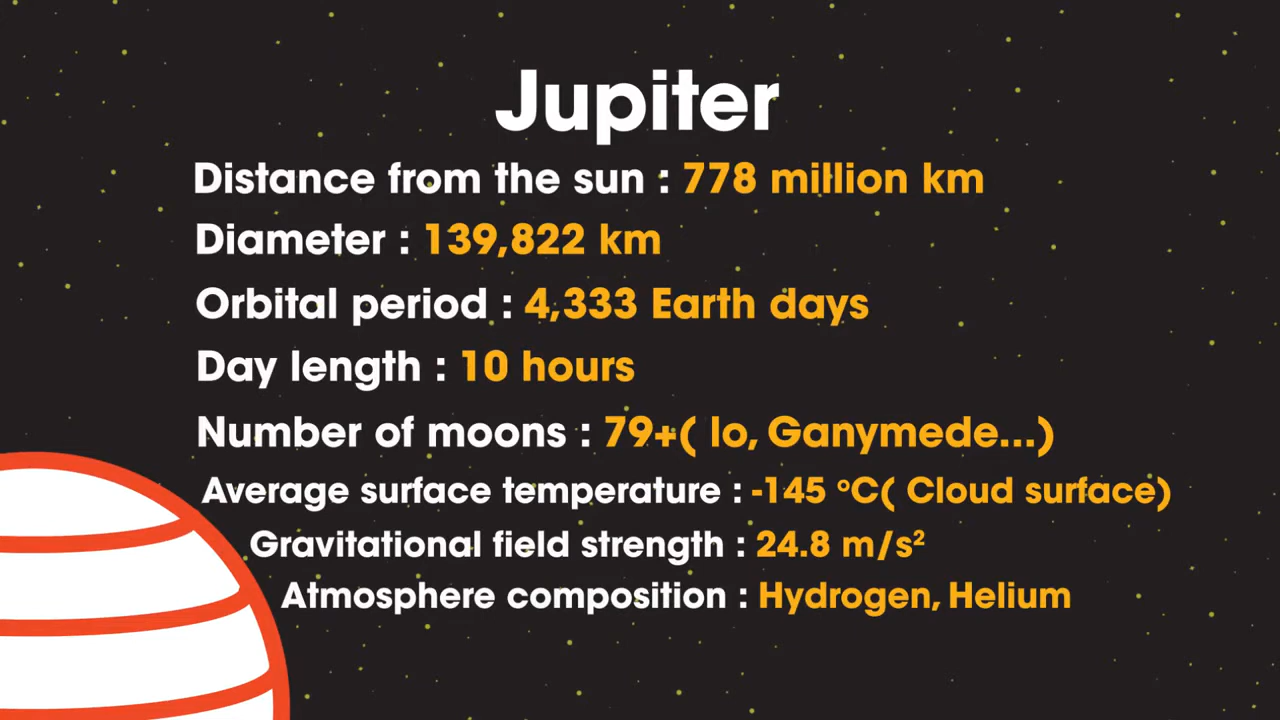 Jupiter
Distance from the sun : 778 million km
Diameter : 139,822 km
Orbital period : 4,333 Earth days
Day length : 10 hours
Number of moons : 79+( Io, Ganymede...)
Average surface temperature : -145 ºC( Cloud surface)
Gravitational field strength : 24.8 m/s²
Atmosphere composition : Hydrogen, Helium